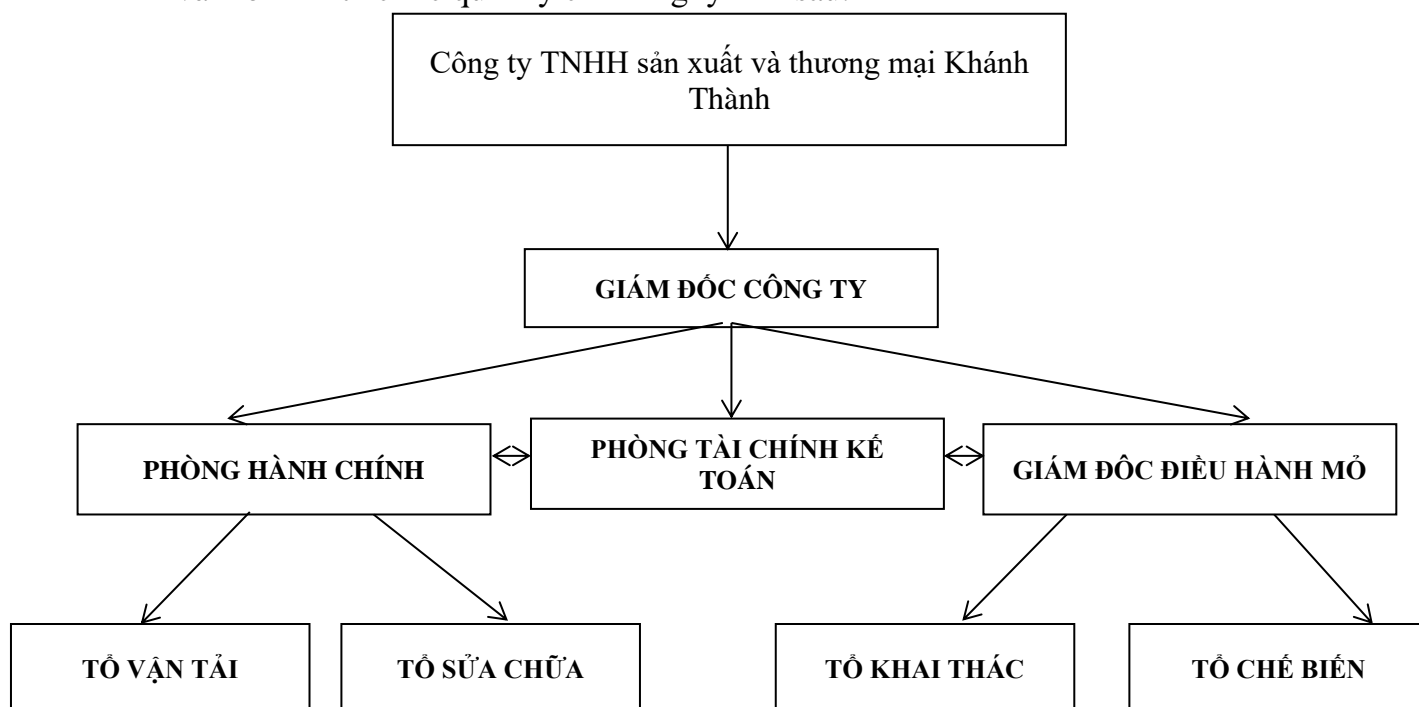 Công ty TNHH sản xuất và thương mại Khánh
Thành
GIÁM ĐỐC CÔNG TY
PHÒNG HÀNH CHÍNH
PHÒNG TÀI CHÍNH KẾ
TOÁN
GIÁM ĐÔC ĐIỀU HÀNH MỎ
TỔ VẬN TẢI
TỔ SỬA CHỮA
TỔ KHAI THÁC
TỔ CHẾ BIẾN